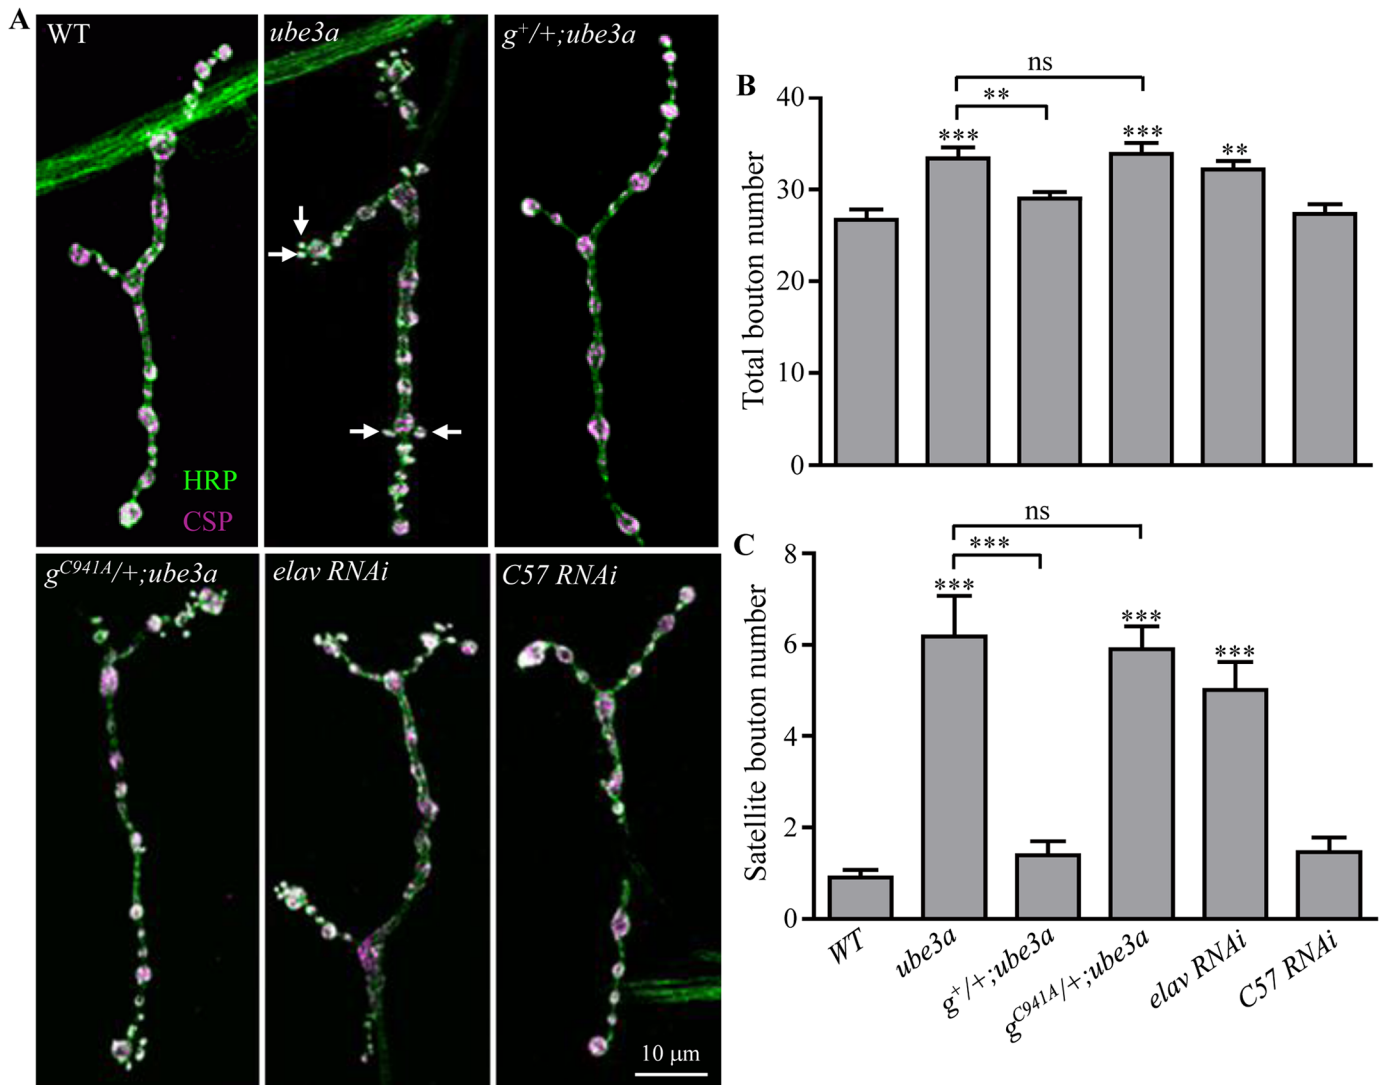 A
WT
ube3a
g+/+;ube3a
HRP
CSP
gC941A/+;ube3a
elav RNAi
C57 RNAi
10 μm
B
ns
**
***
***
**
Total bouton number
40
30
20
10
0
C
ns
***
***
***
***
Satellite bouton number
8
6
4
2
0
WT
ube3a
g+/+;ube3a
gC941A/+;ube3a
elav RNAi
C57 RNAi